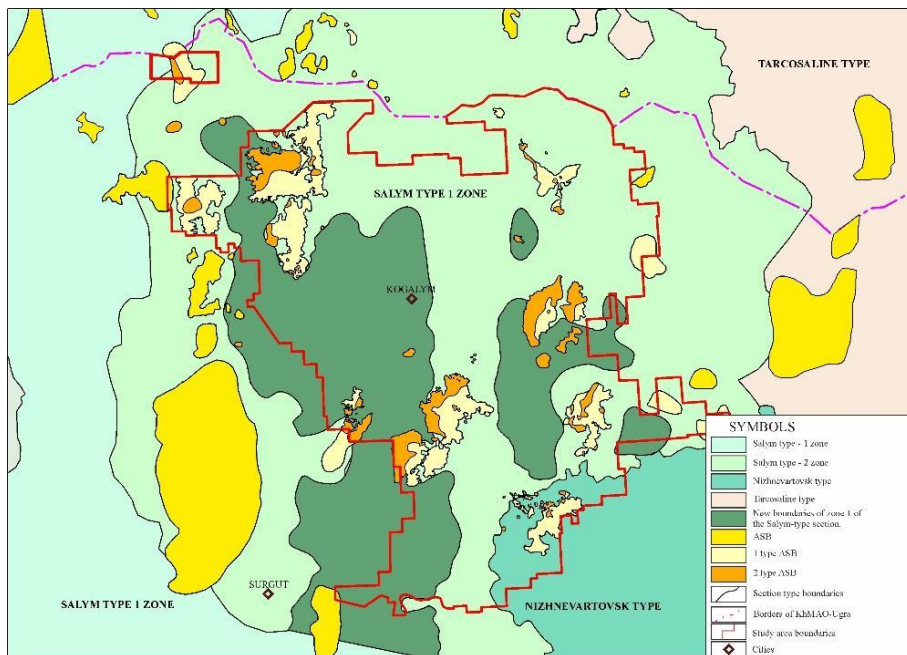 TARCOSALINE TYPE
SALYM TYPE 1 ZONE
KOGALYM
SURGUT
SALYM TYPE 1 ZONE
NIZHNEVARTOVSK TYPE
SYMBOLS
Salym type - 1 zone
Salym type - 2 zone
Nizhnevartovsk type
Tarcosaline type
New boundaries of zone 1 of
the Salym-type section.
ASB
1 type ASB
2 type ASB
Section type boundaries
Borders of KhMAO-Ugra
Study area boundaries
Cities